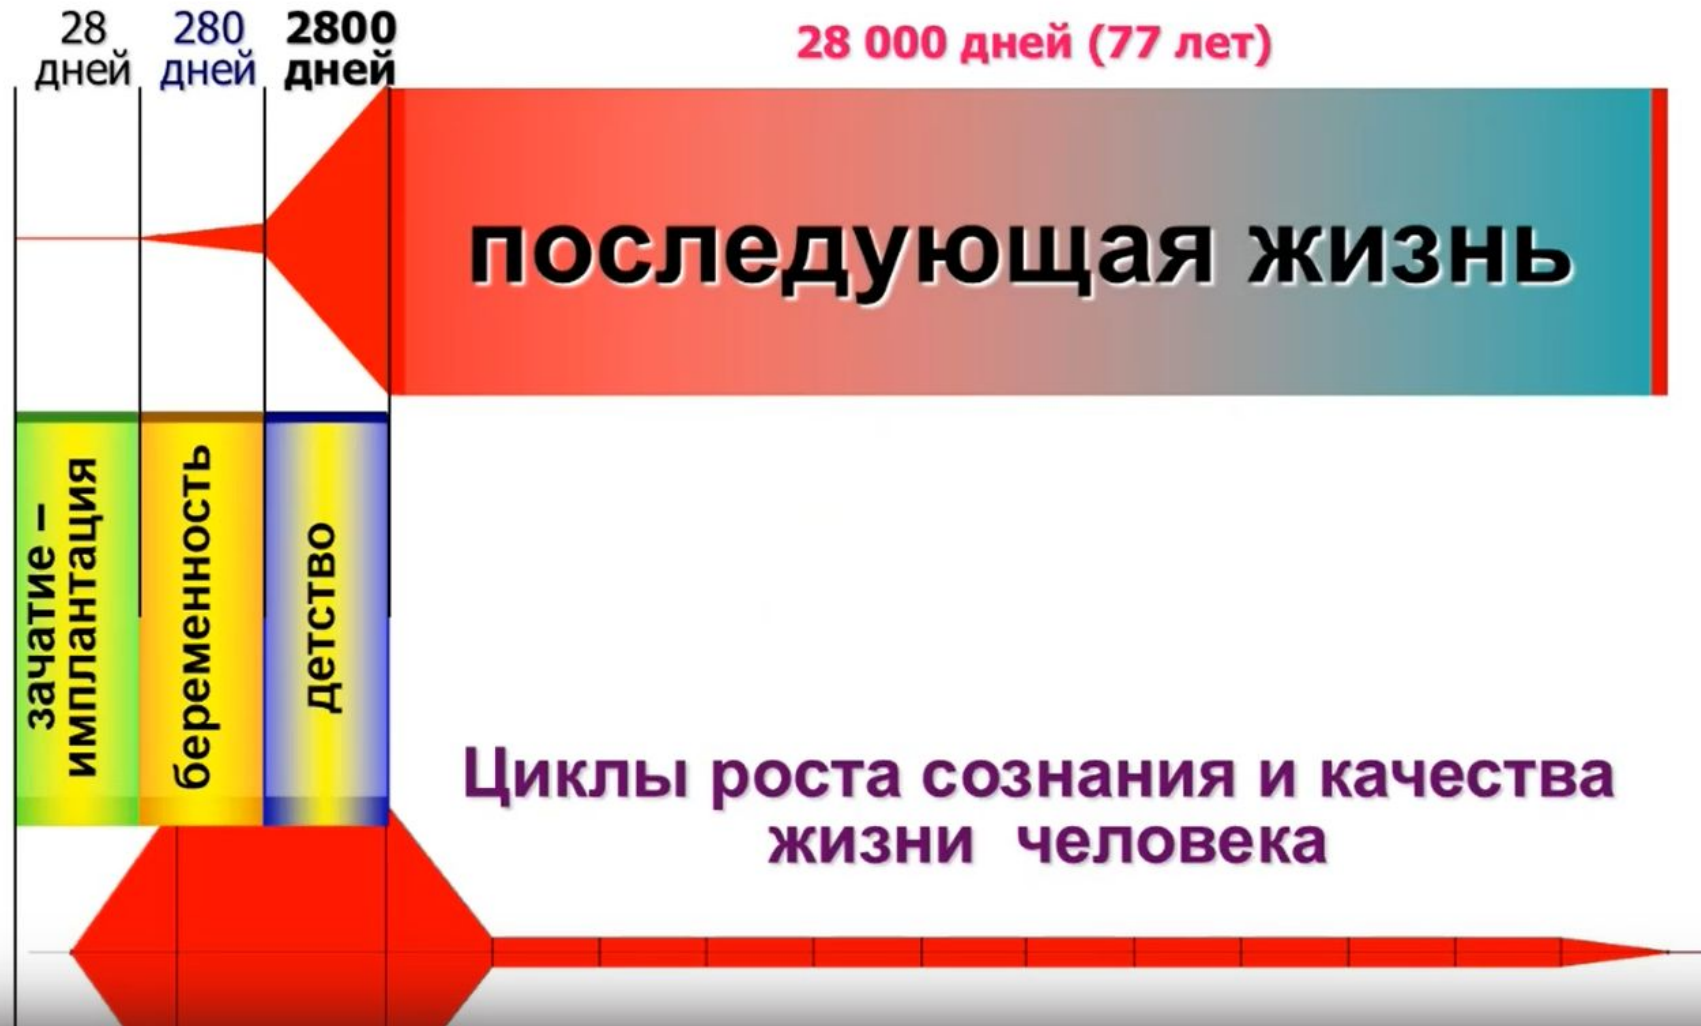 28
дней
280
дней
2800
дней
28 000 дней (77 лет)
последующая жизнь
зачатие –
имплантация
беременность
детство
Циклы роста сознания и качества
жизни человека